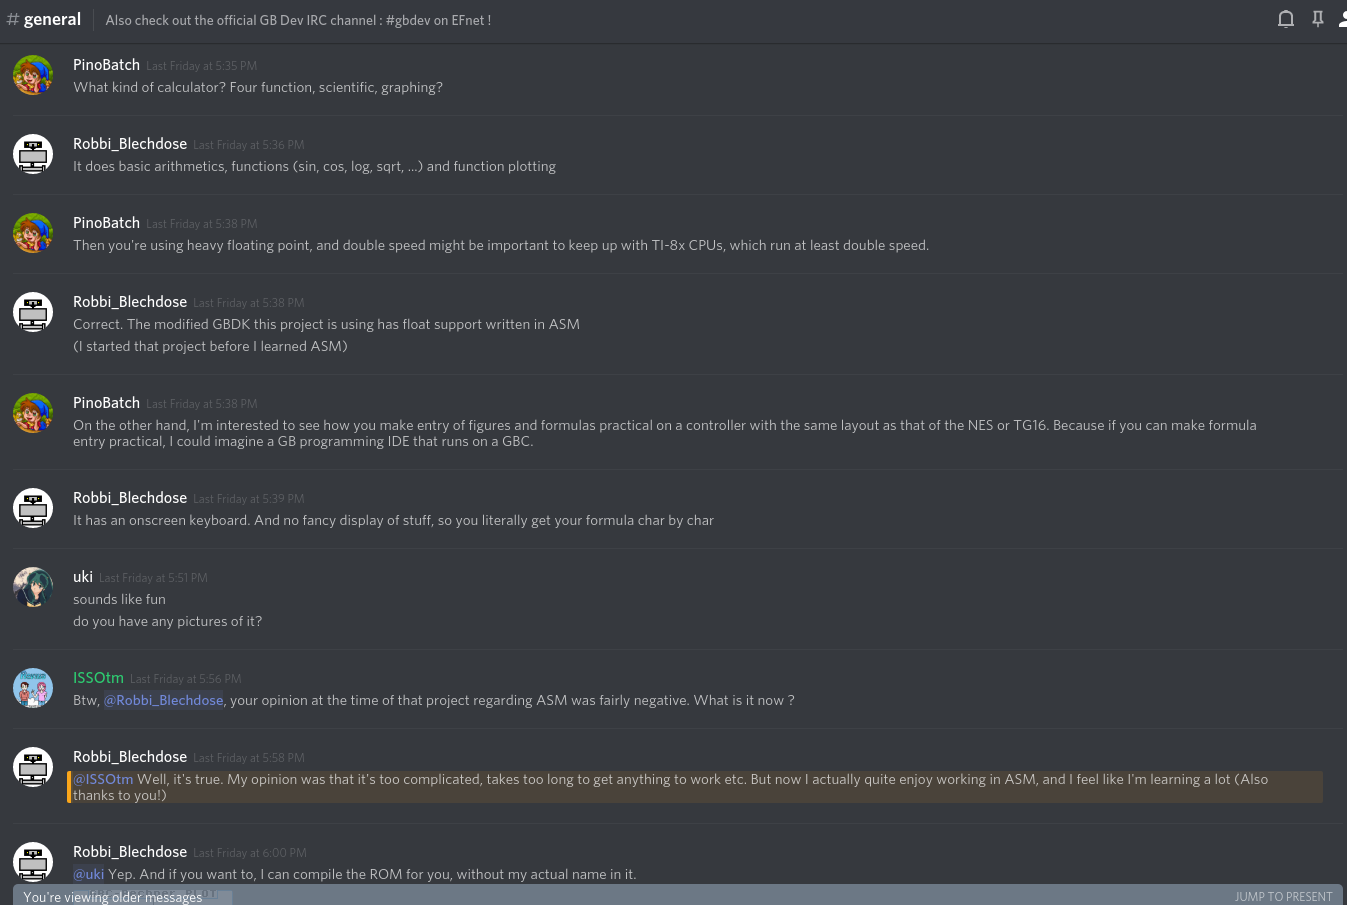 # general Also check out the official GB Dev IRC channel : #gbdev on EFnet !
PinoBatch Last Friday at 5:35 PM
What kind of calculator? Four function, scientific, graphing?
Robbi_Blechdose Last Friday at 5:36 PM
It does basic arithmetics, functions (sin, cos, log, sqrt, ...) and function plotting
PinoBatch Last Friday at 5:38 PM
Then you're using heavy floating point, and double speed might be important to keep up with TI-8x CPUs, which run at least double speed.
Robbi_Blechdose Last Friday at 5:38 PM
Correct. The modified GBDK this project is using has float support written in ASM
(I started that project before I learned ASM)
PinoBatch Last Friday at 5:38 PM
On the other hand, I'm interested to see how you make entry of figures and formulas practical on a controller with the same layout as that of the NES or TG16. Because if you can make formula
entry practical, I could imagine a GB programming IDE that runs on a GBC.
Robbi_Blechdose Last Friday at 5:39 PM
It has an onscreen keyboard. And no fancy display of stuff, so you literally get your formula char by char
uki Last Friday at 5:51 PM
sounds like fun
do you have any pictures of it?
ISSOtm Last Friday at 5:56 PM
Btw, @Robbi_Blechdose, your opinion at the time of that project regarding ASM was fairly negative. What is it now ?
Robbi_Blechdose Last Friday at 5:58 PM
@ISSOtm Well, it's true. My opinion was that it's too complicated, takes too long to get anything to work etc. But now I actually quite enjoy working in ASM, and I feel like I'm learning a lot (Also
thanks to you!)
Robbi_Blechdose Last Friday at 6:00 PM
@uki Yep. And if you want to, I can compile the ROM for you, without my actual name in it.
You're viewing older messages JUMP TO PRESENT